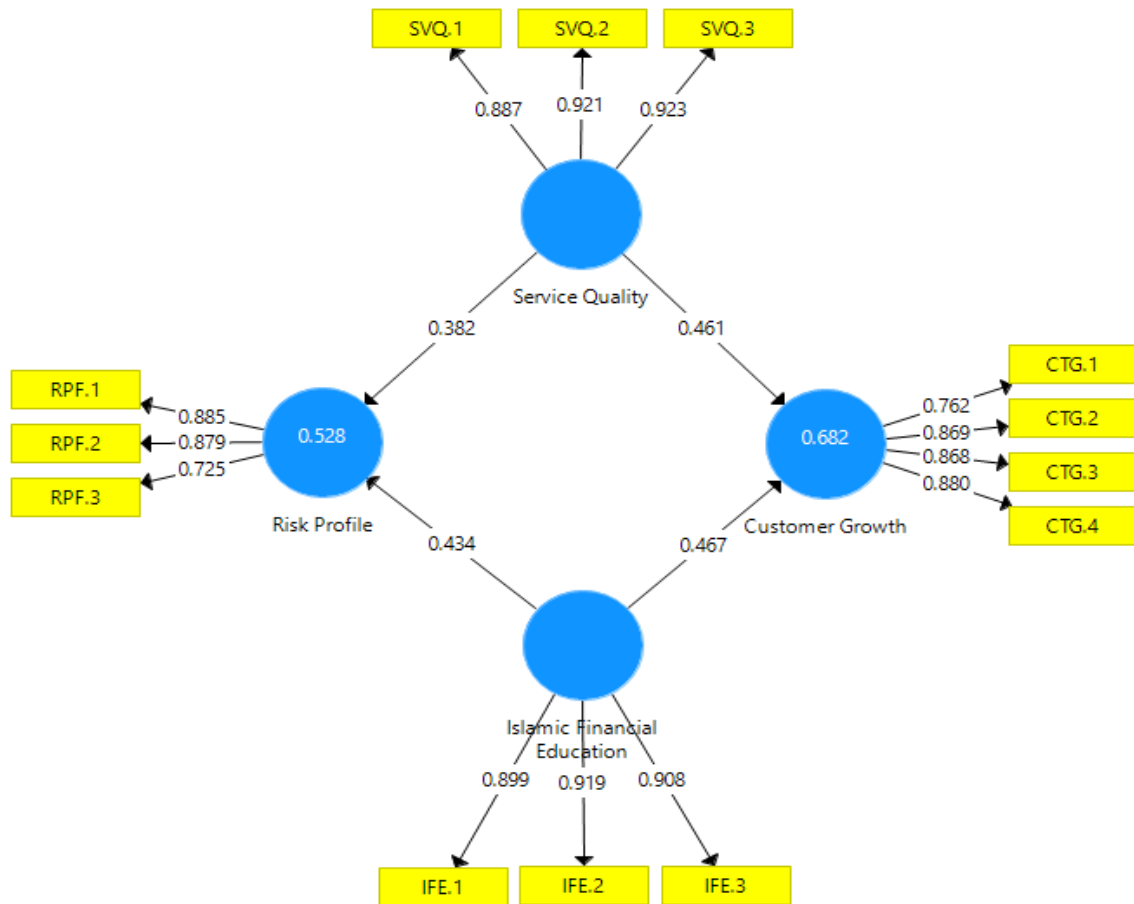 SVQ.1
SVQ.2
SVQ.3
0.887
0.921
0.923
Service Quality
0.382
0.461
RPF.1
RPF.2
RPF.3
0.885
0.879
0.725
0.528
Risk Profile
0.682
Customer Growth
CTG.1
CTG.2
CTG.3
CTG.4
0.762
0.869
0.868
0.880
0.434
0.467
Islamic Financial
Education
0.899
0.919
0.908
IFE.1
IFE.2
IFE.3